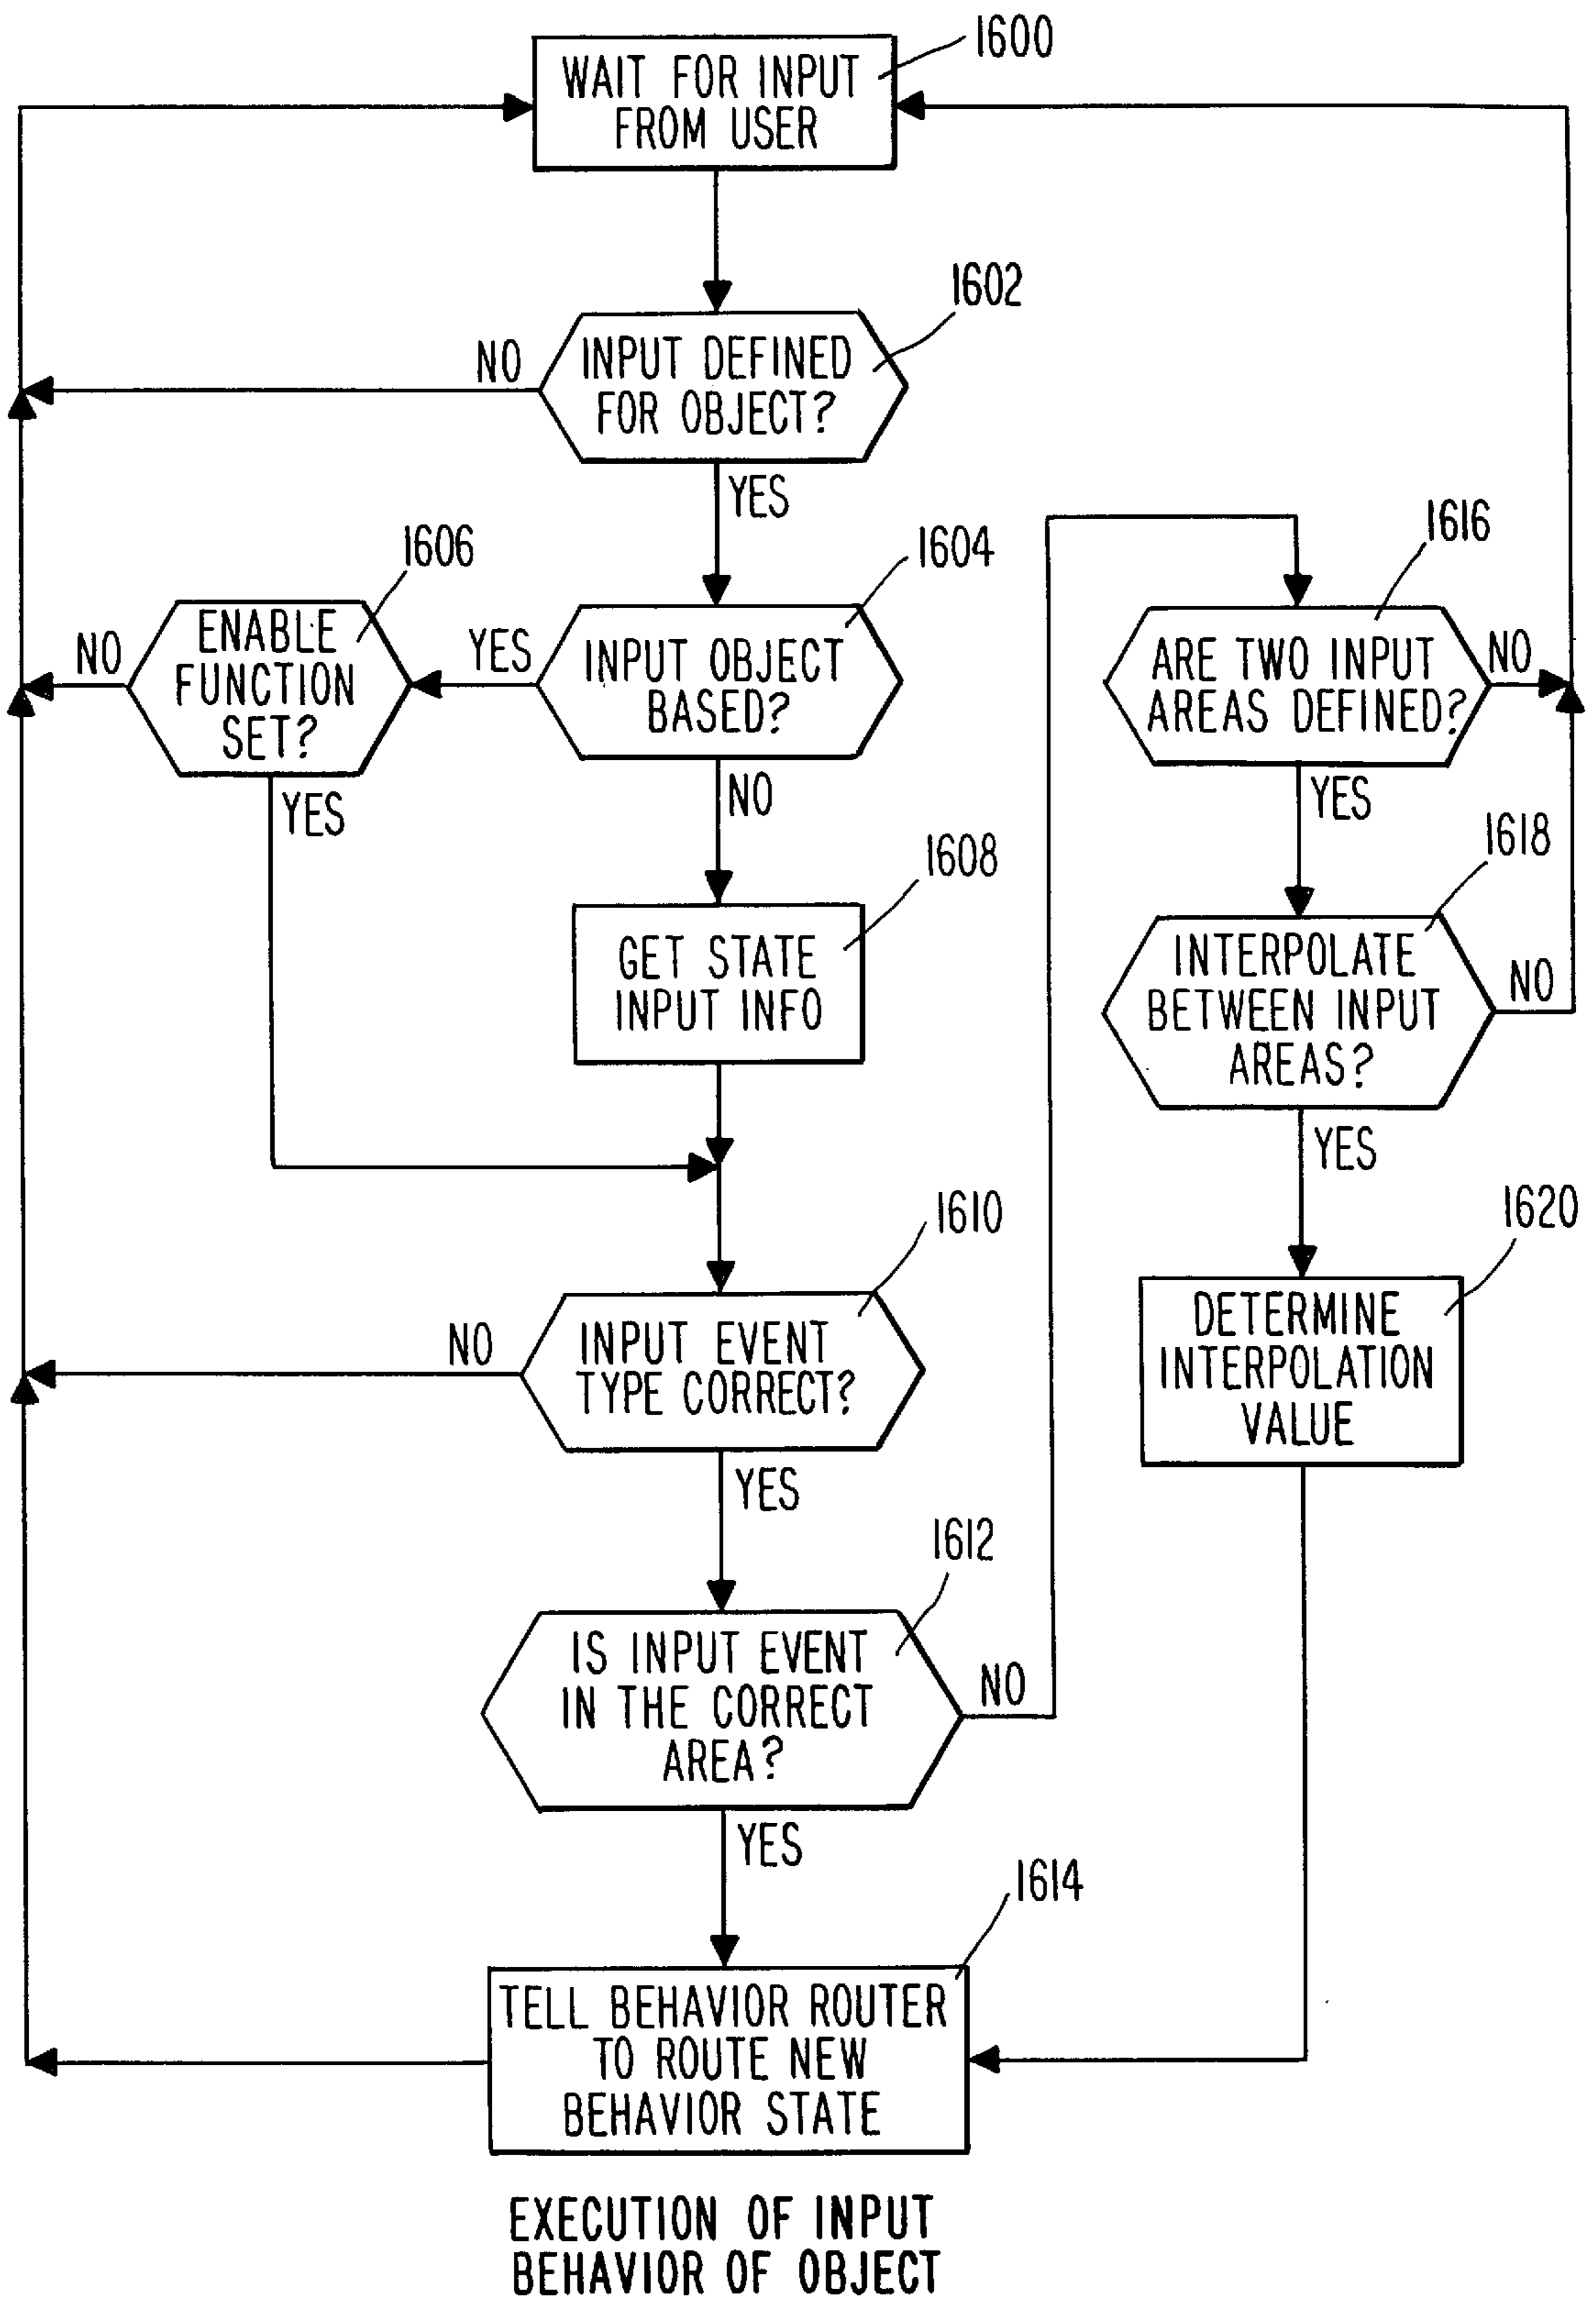 1600
WAIT FOR INPUT
FROM USER
1602
INPUT DEFINED
FOR OBJECT?
NO
YES
1604
INPUT OBJECT
BASED?
YES
NO
1606
ENABLE
FUNCTION
SET?
NO
YES
1608
GET STATE
INPUT INFO
1610
INPUT EVENT
TYPE CORRECT?
NO
YES
1612
IS INPUT EVENT
IN THE CORRECT
AREA?
NO
YES
1614
TELL BEHAVIOR ROUTER
TO ROUTE NEW
BEHAVIOR STATE
1616
ARE TWO INPUT
AREAS DEFINED?
NO
YES
1618
INTERPOLATE
BETWEEN INPUT
AREAS?
NO
YES
1620
DETERMINE
INTERPOLATION
VALUE
EXECUTION OF INPUT
BEHAVIOR OF OBJECT